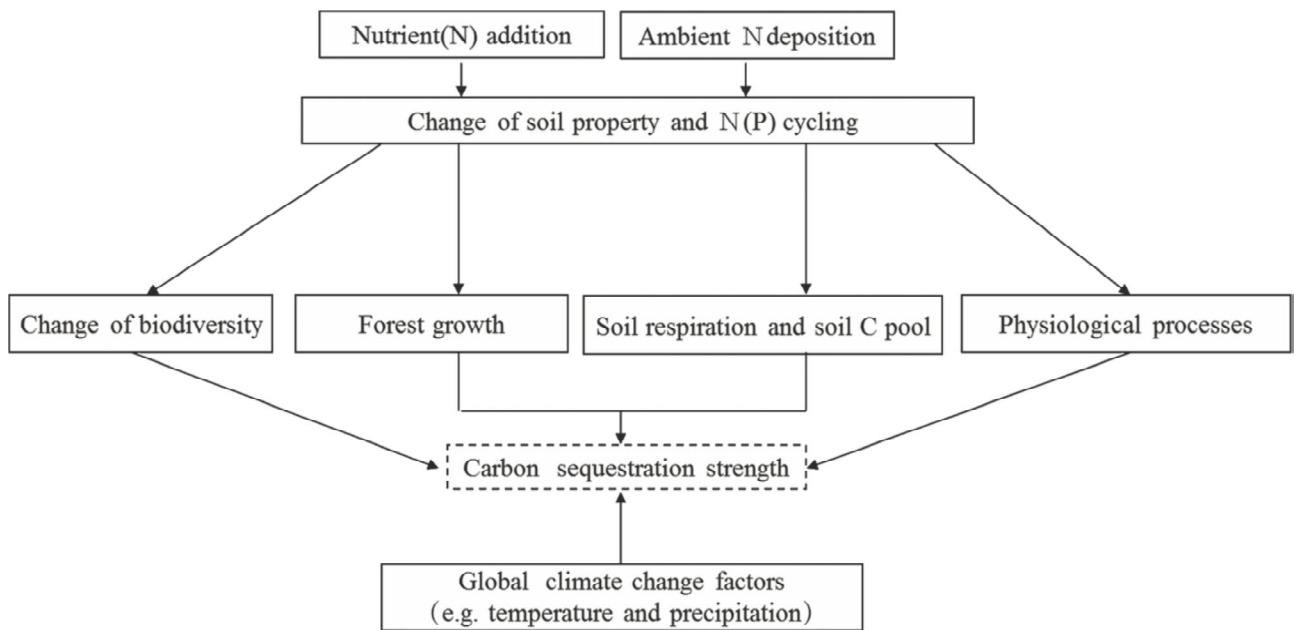 Nutrient(N) addition
Ambient N deposition
Change of soil property and N(P) cycling
Change of biodiversity
Forest growth
Soil respiration and soil C pool
Physiological processes
Carbon sequestration strength
Global climate change factors
(e.g. temperature and precipitation)